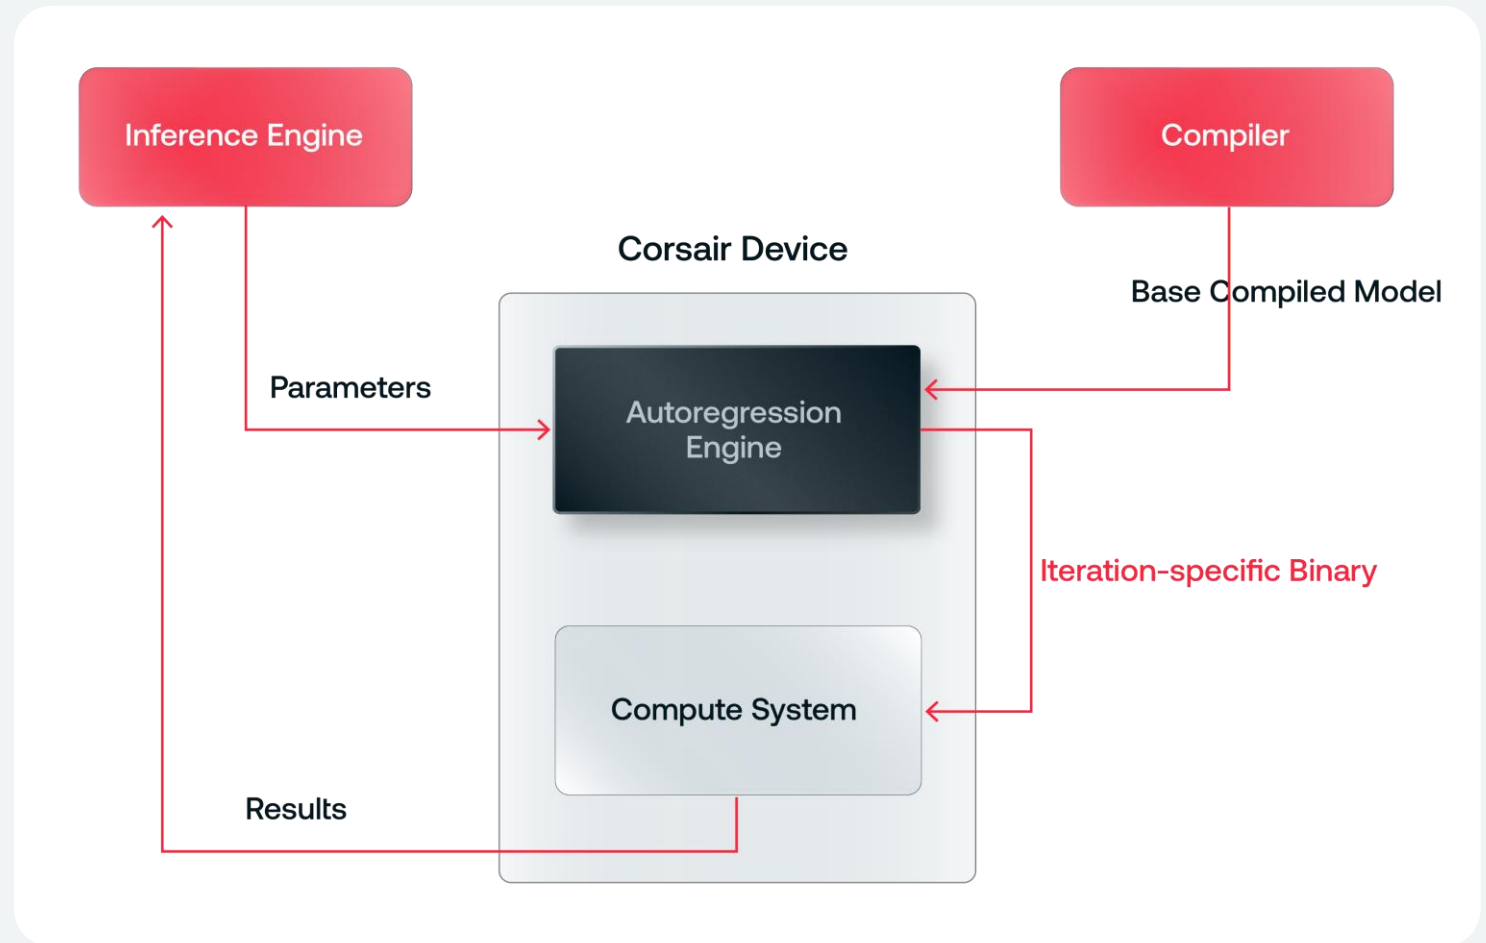 Inference Engine
Compiler
Corsair Device
Base Compiled Model
Parameters
Autoregression
Engine
Iteration-specific Binary
Compute System
Results